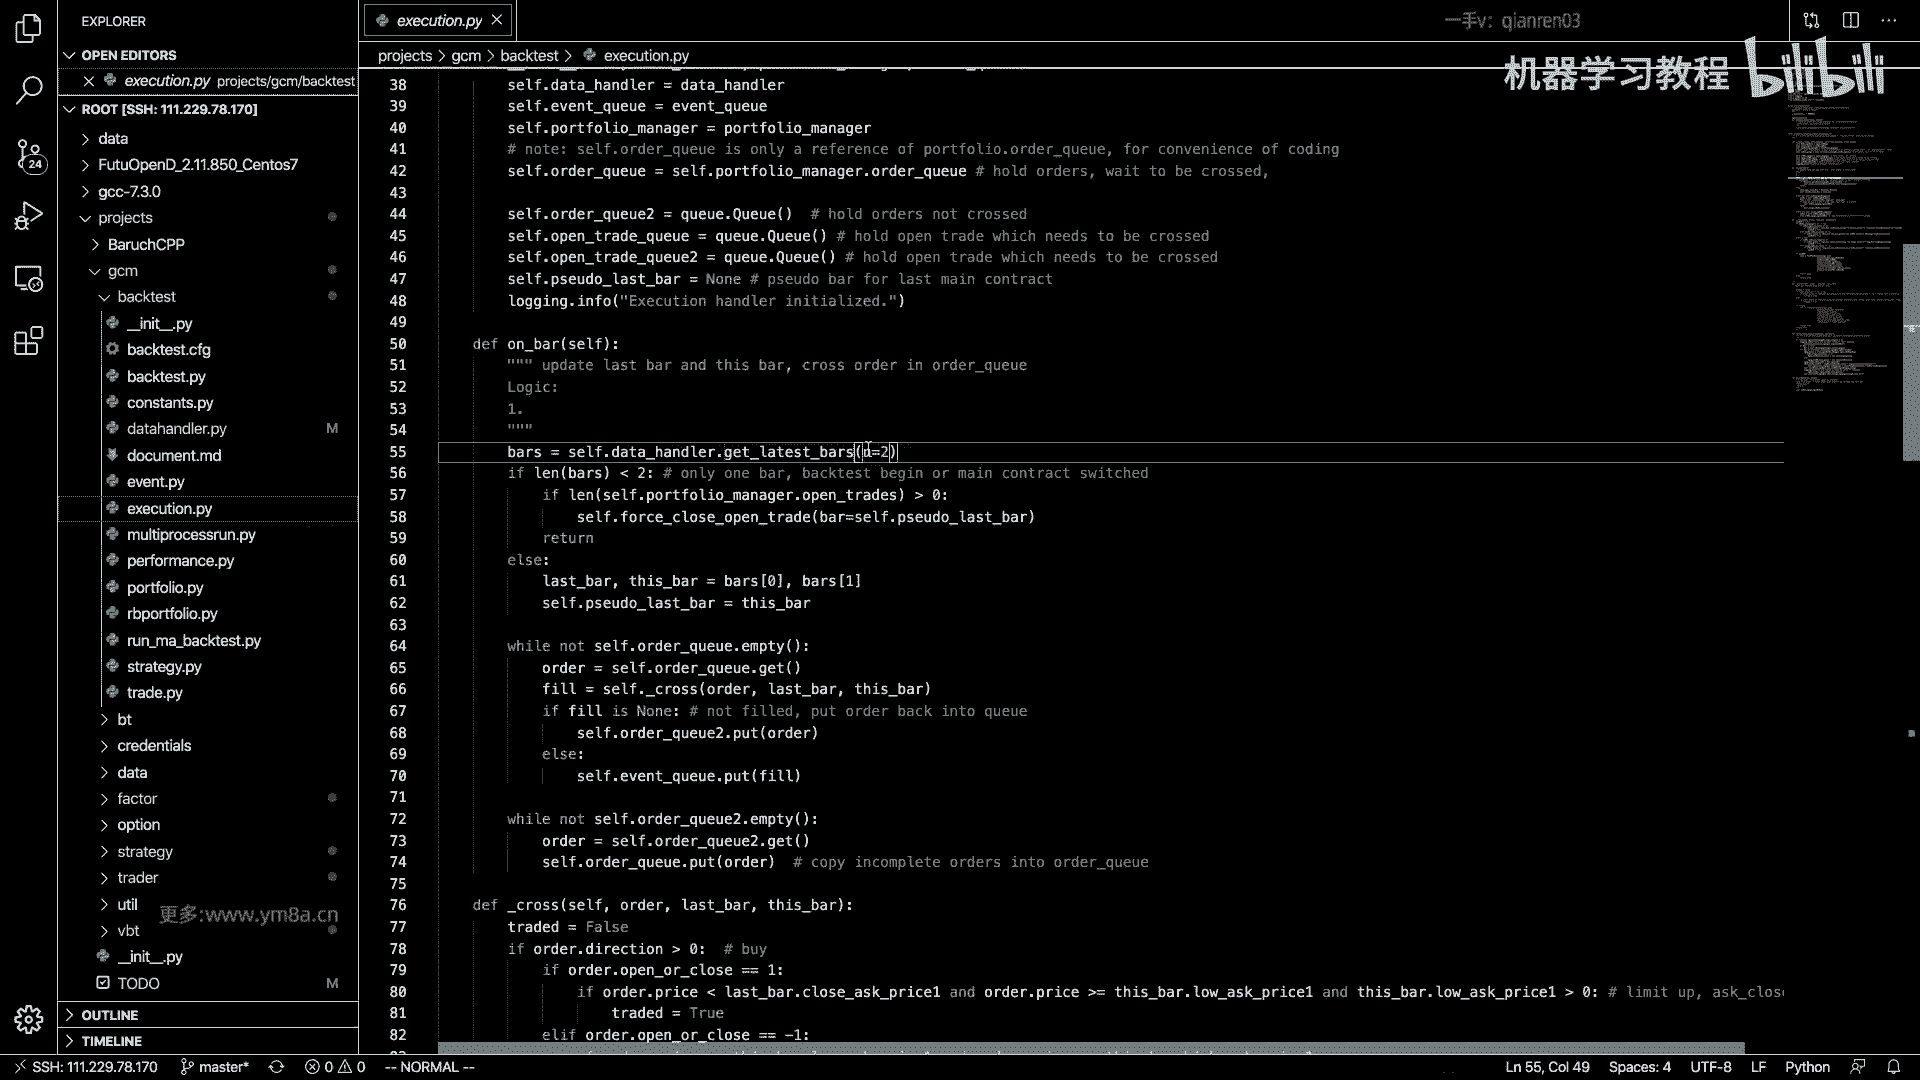 EXPLORER
execution.py
一手v: qianren03
OPEN EDITORS
projects > gcm > backtest > execution.py
execution.py projects/gcm/backtest
机器学习教程 bilibili
ROOT [SSH: 111.229.78.170]
data
FutuOpenD_2.11.850_Centos7
gcc-7.3.0
projects
BaruchCPP
gcm
backtest
__init__.py
backtest.cfg
backtest.py
constants.py
datahandler.py M
document.md
event.py
execution.py
multiprocessrun.py
performance.py
portfolio.py
rbportfolio.py
run_ma_backtest.py
strategy.py
trade.py
bt
credentials
data
factor
option
strategy
trader
util
更多:www.ym8a.cn
vbt
__init__.py
TODO M
OUTLINE
TIMELINE
24
38 self.data_handler = data_handler
39 self.event_queue = event_queue
40 self.portfolio_manager = portfolio_manager
41 # note: self.order_queue is only a reference of portfolio.order_queue, for convenience of coding
42 self.order_queue = self.portfolio_manager.order_queue # hold orders, wait to be crossed,
43
44 self.order_queue2 = queue.Queue() # hold orders not crossed
45 self.open_trade_queue = queue.Queue() # hold open trade which needs to be crossed
46 self.open_trade_queue2 = queue.Queue() # hold open trade which needs to be crossed
47 self.pseudo_last_bar = None # pseudo bar for last main contract
48 logging.info("Execution handler initialized.")
49
50 def on_bar(self):
51 """ update last bar and this bar, cross order in order_queue
52 Logic:
53 1.
54 """
55 bars = self.data_handler.get_latest_bars(n=2)
56 if len(bars) < 2: # only one bar, backtest begin or main contract switched
57 if len(self.portfolio_manager.open_trades) > 0:
58 self.force_close_open_trade(bar=self.pseudo_last_bar)
59 return
60 else:
61 last_bar, this_bar = bars[0], bars[1]
62 self.pseudo_last_bar = this_bar
63
64 while not self.order_queue.empty():
65 order = self.order_queue.get()
66 fill = self._cross(order, last_bar, this_bar)
67 if fill is None: # not filled, put order back into queue
68 self.order_queue2.put(order)
69 else:
70 self.event_queue.put(fill)
71
72 while not self.order_queue2.empty():
73 order = self.order_queue2.get()
74 self.order_queue.put(order) # copy incomplete orders into order_queue
75
76 def _cross(self, order, last_bar, this_bar):
77 traded = False
78 if order.direction > 0: # buy
79 if order.open_or_close == 1:
80 if order.price < last_bar.close_ask_price1 and order.price >= this_bar.low_ask_price1 and this_bar.low_ask_price1 > 0: # limit up, ask_clos
81 traded = True
82 elif order.open_or_close == -1:
SSH: 111.229.78.170 master* 0 0 -- NORMAL -- Ln 55, Col 49 Spaces: 4 UTF-8 LF Python